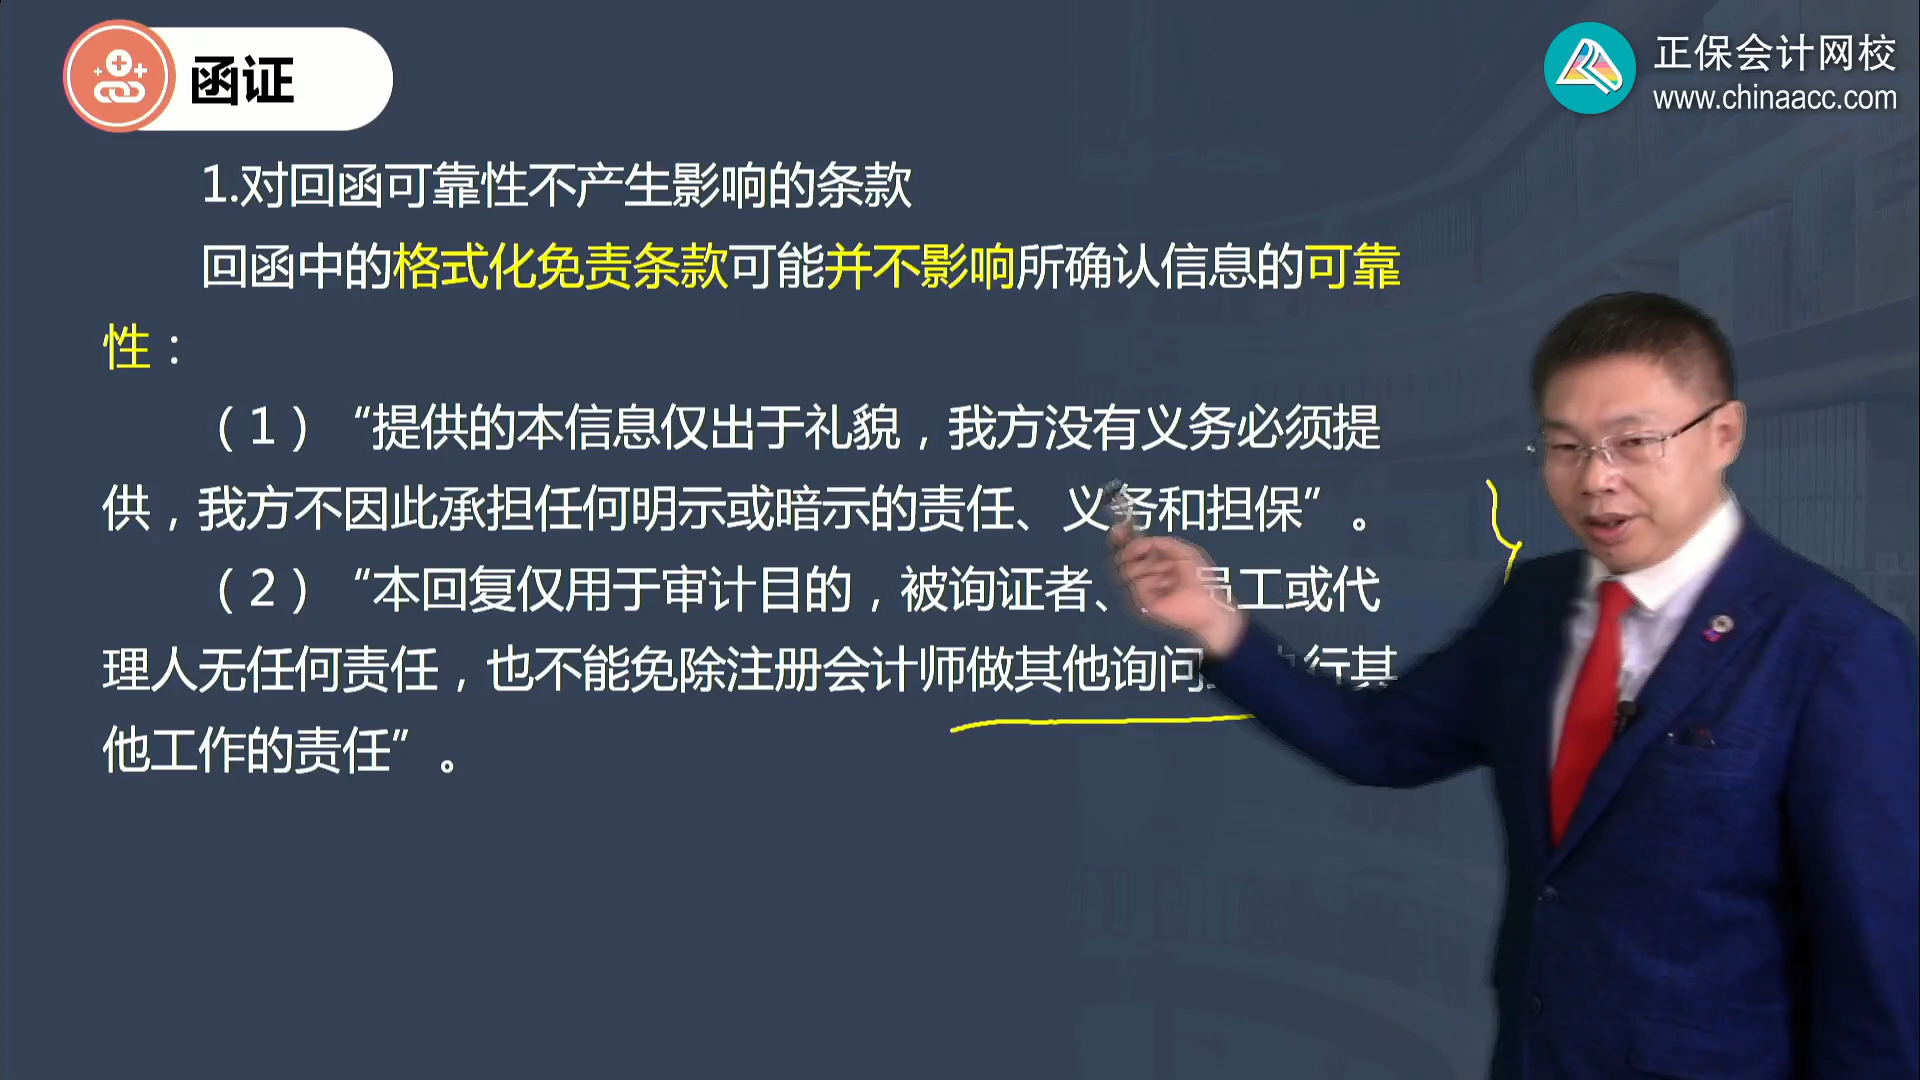 函证
正保会计网校
www.chinaacc.com
1.对回函可靠性不产生影响的条款
回函中的格式化免责条款可能并不影响所确认信息的可靠
性：
（1）“提供的本信息仅出于礼貌，我方没有义务必须提
供，我方不因此承担任何明示或暗示的责任、义务和担保”。
（2）“本回复仅用于审计目的，被询证者、员工或代
理人无任何责任，也不能免除注册会计师做其他询问行其
他工作的责任”。